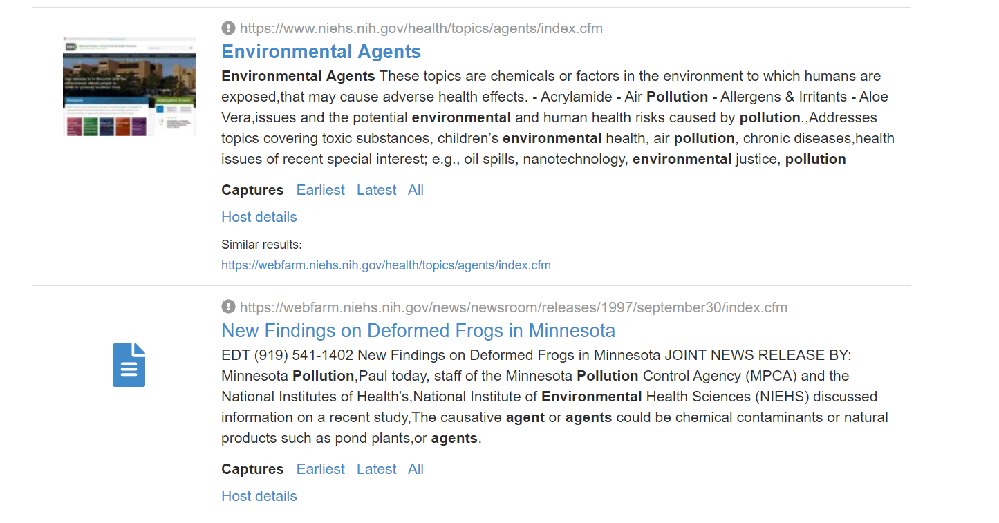 https://www.niehs.nih.gov/health/topics/agents/index.cfm
Environmental Agents
Environmental Agents These topics are chemicals or factors in the environment to which humans are
exposed,that may cause adverse health effects. - Acrylamide - Air Pollution - Allergens & Irritants - Aloe
Vera,issues and the potential environmental and human health risks caused by pollution.,Addresses
topics covering toxic substances, children’s environmental health, air pollution, chronic diseases,health
issues of recent special interest; e.g., oil spills, nanotechnology, environmental justice, pollution
Captures Earliest Latest All
Host details
Similar results:
https://webfarm.niehs.nih.gov/health/topics/agents/index.cfm
https://webfarm.niehs.nih.gov/news/newsroom/releases/1997/september30/index.cfm
New Findings on Deformed Frogs in Minnesota
EDT (919) 541-1402 New Findings on Deformed Frogs in Minnesota JOINT NEWS RELEASE BY:
Minnesota Pollution,Paul today, staff of the Minnesota Pollution Control Agency (MPCA) and the
National Institutes of Health's,National Institute of Environmental Health Sciences (NIEHS) discussed
information on a recent study,The causative agent or agents could be chemical contaminants or natural
products such as pond plants,or agents.
Captures Earliest Latest All
Host details